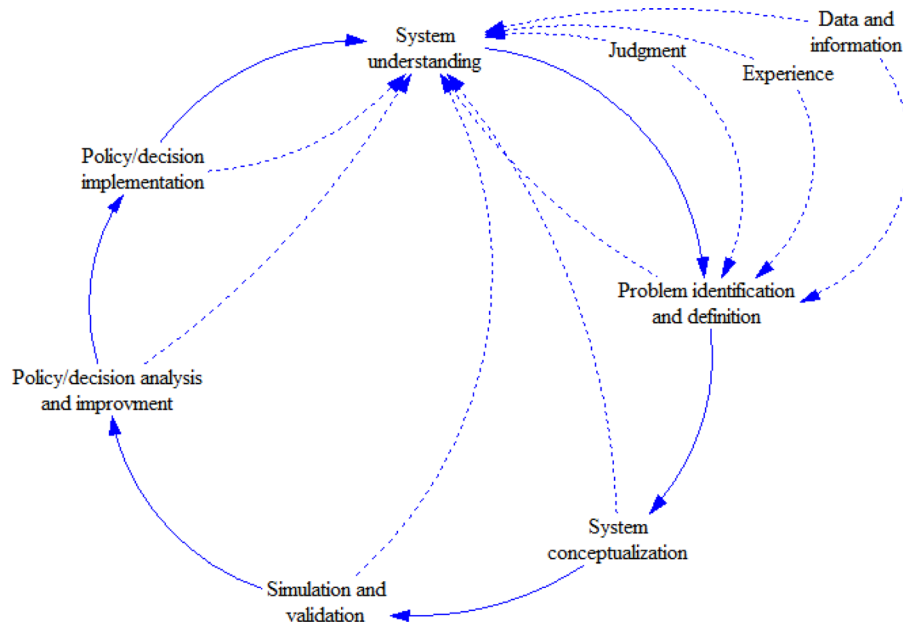 System
understanding
Data and
information
Judgment
Experience
Policy/decision
implementation
Problem identification
and definition
Policy/decision analysis
and improvment
System
conceptualization
Simulation and
validation